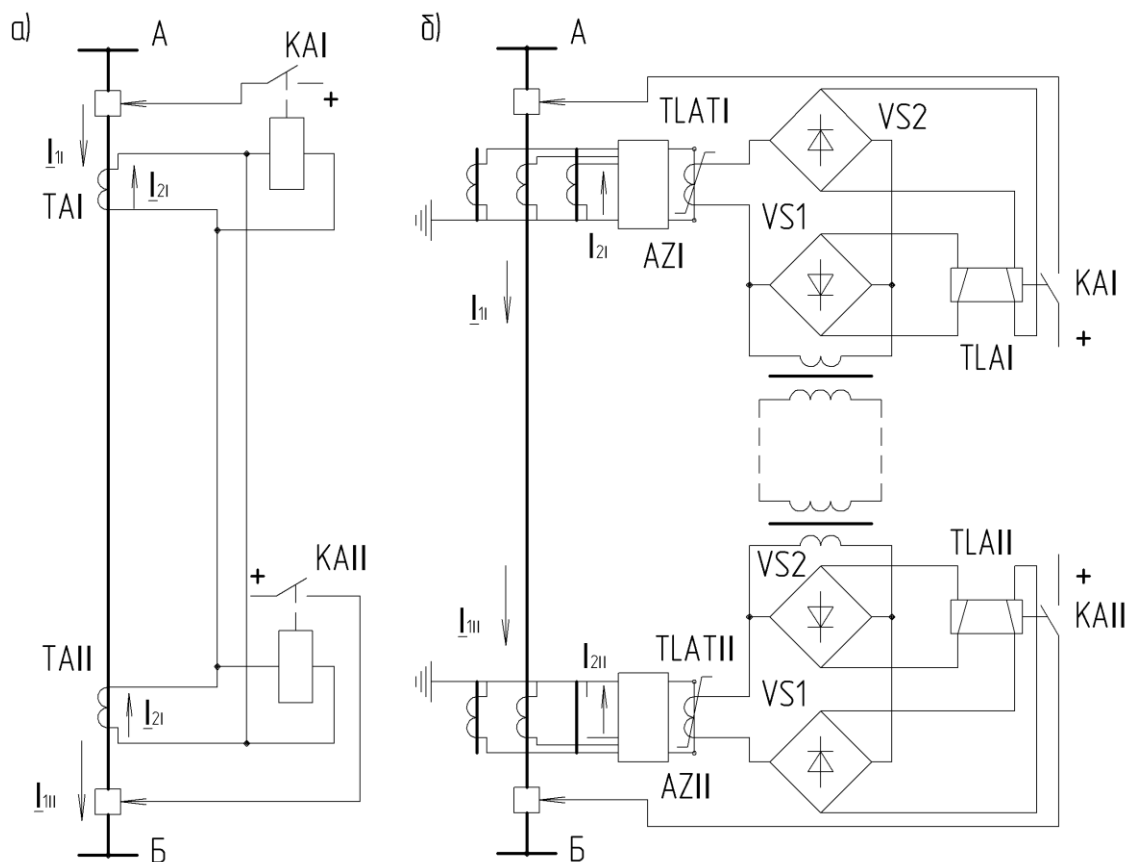 а)
А
KAI
+
I1I
I2I
TAI
KAII
+
TAII
I2I
I1II
Б
б)
А
TLATI
VS2
VS1
I2I
AZI
I1I
KAI
+
TLAI
TLAII
VS2
+
KAII
I1II
I2II
TLATII
VS1
AZII
Б